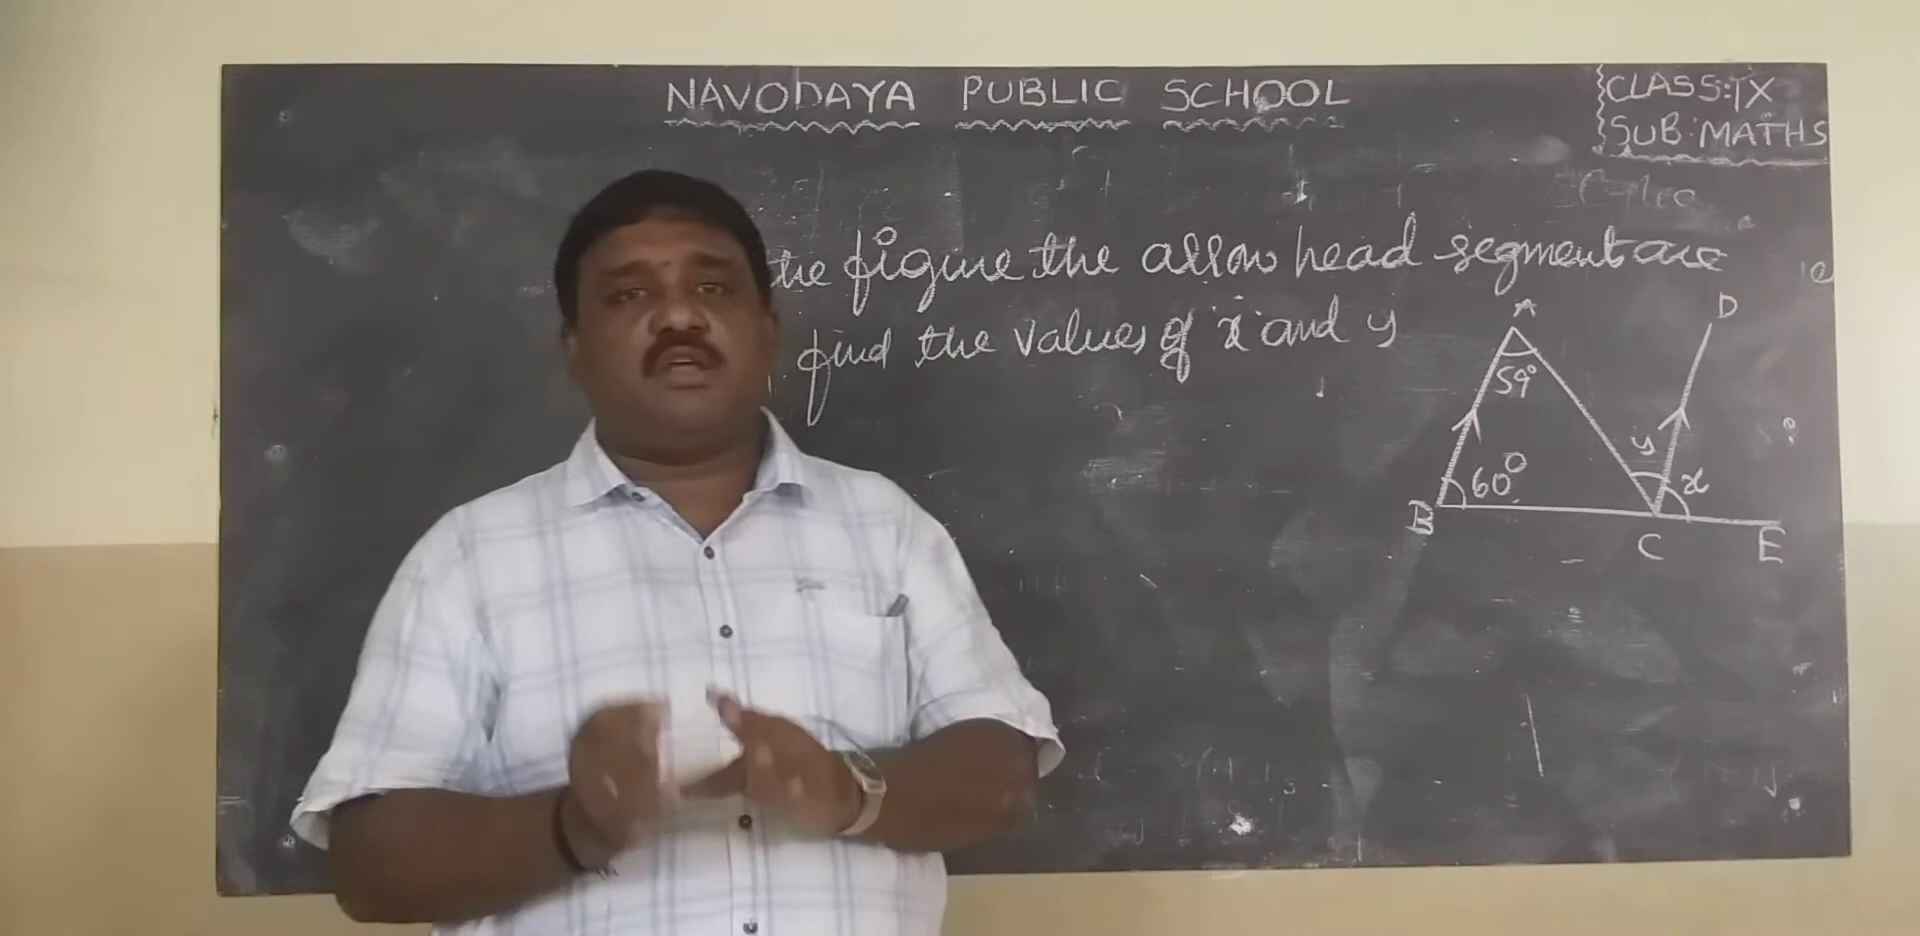 NAVODAYA PUBLIC SCHOOL
CLASS: IX
SUB: MATHS
the figure the arrow head segment are
find the values of x and y
A
D
59°
y
60°
x
B
C
E